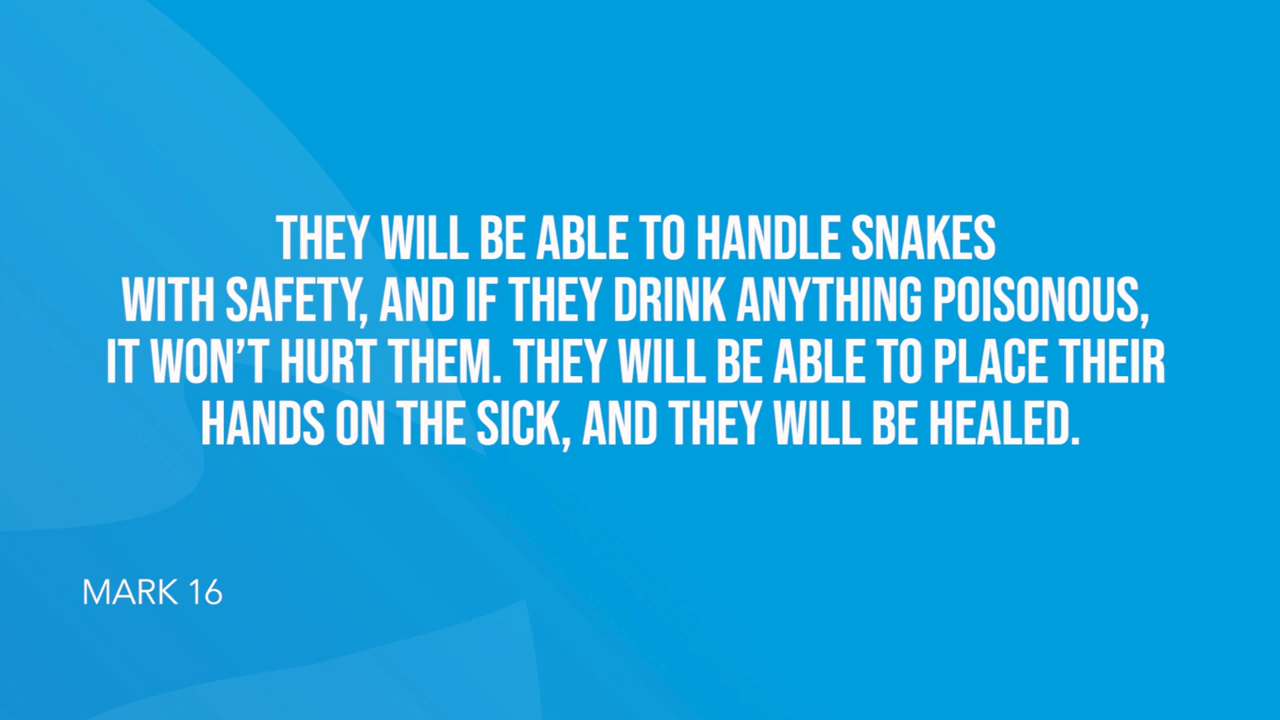 THEY WILL BE ABLE TO HANDLE SNAKES
WITH SAFETY, AND IF THEY DRINK ANYTHING POISONOUS,
IT WON’T HURT THEM. THEY WILL BE ABLE TO PLACE THEIR
HANDS ON THE SICK, AND THEY WILL BE HEALED.
MARK 16